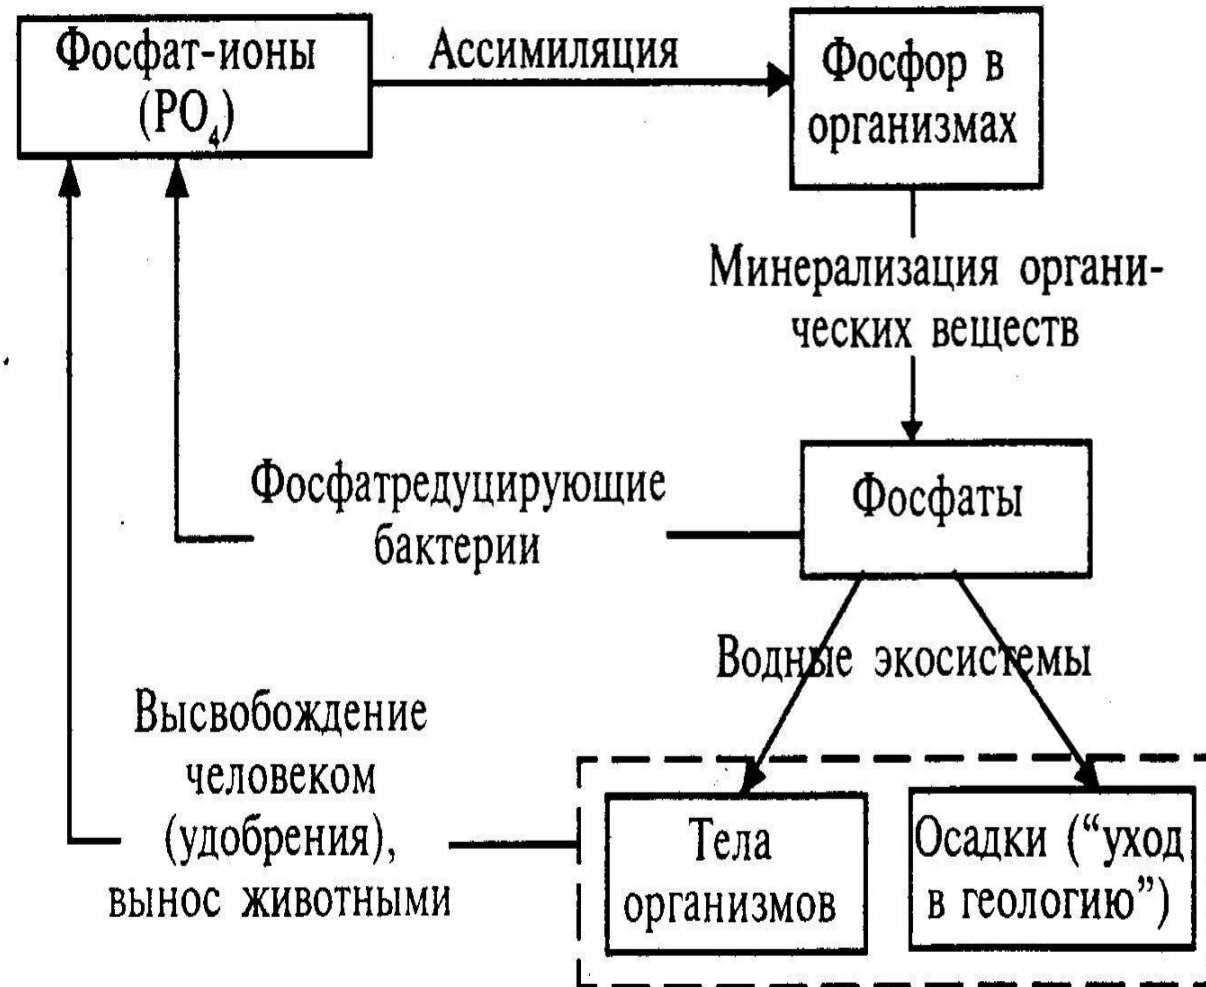 Фосфат-ионы
(PO₄)
Ассимиляция
Фосфор в
организмах
Минерализация органи-
ческих веществ
Фосфатредуцирующие
бактерии
Фосфаты
Водные экосистемы
Высвобождение
человеком
(удобрения),
вынос животными
Тела
организмов
Осадки (“уход
в геологию”)